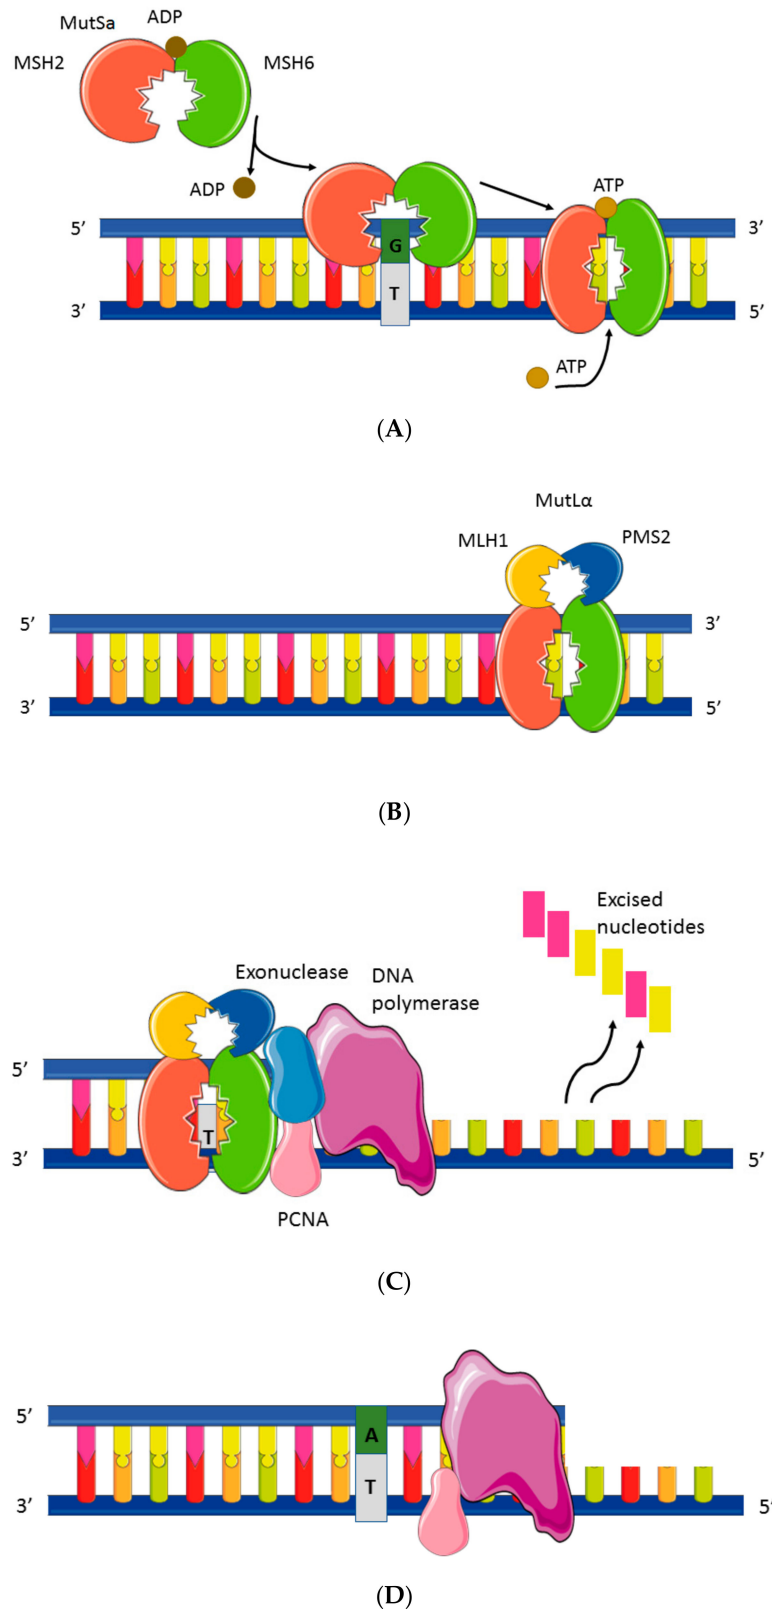 MutSa
ADP
MSH2
MSH6
ADP
ATP
5’
3’
G
T
3’
5’
ATP
(A)
MutLα
MLH1
PMS2
5’
3’
3’
5’
(B)
Excised
nucleotides
Exonuclease
DNA
polymerase
5’
T
3’
5’
PCNA
(C)
5’
A
T
3’
5’
(D)